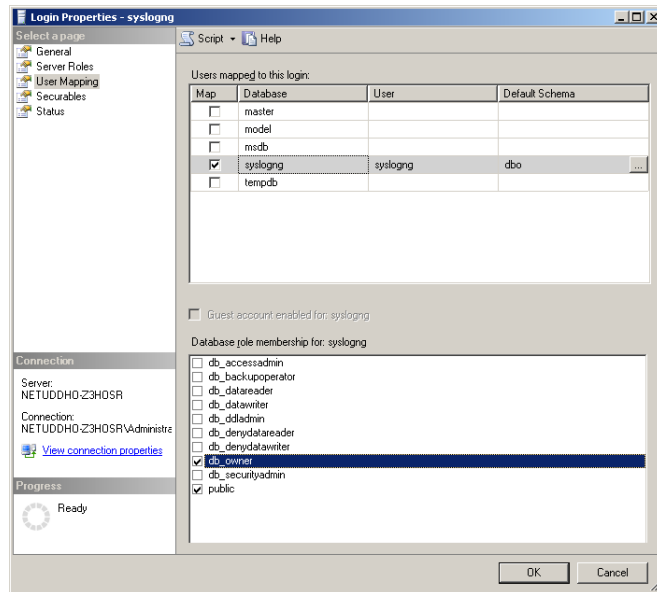 Login Properties - syslogng
Select a page
General
Server Roles
User Mapping
Securables
Status
Script
Help
Users mapped to this login:
Map Database User Default Schema
master
model
msdb
syslogng syslogng dbo ...
tempdb
Guest account enabled for: syslogng
Database role membership for: syslogng
db_accessadmin
db_backupoperator
db_datareader
db_datawriter
db_ddladmin
db_denydatareader
db_denydatawriter
db_owner
db_securityadmin
public
Connection
Server:
NETUDDHO-Z3HOSR
Connection:
NETUDDHO-Z3HOSR\Administra
View connection properties
Progress
Ready
OK Cancel